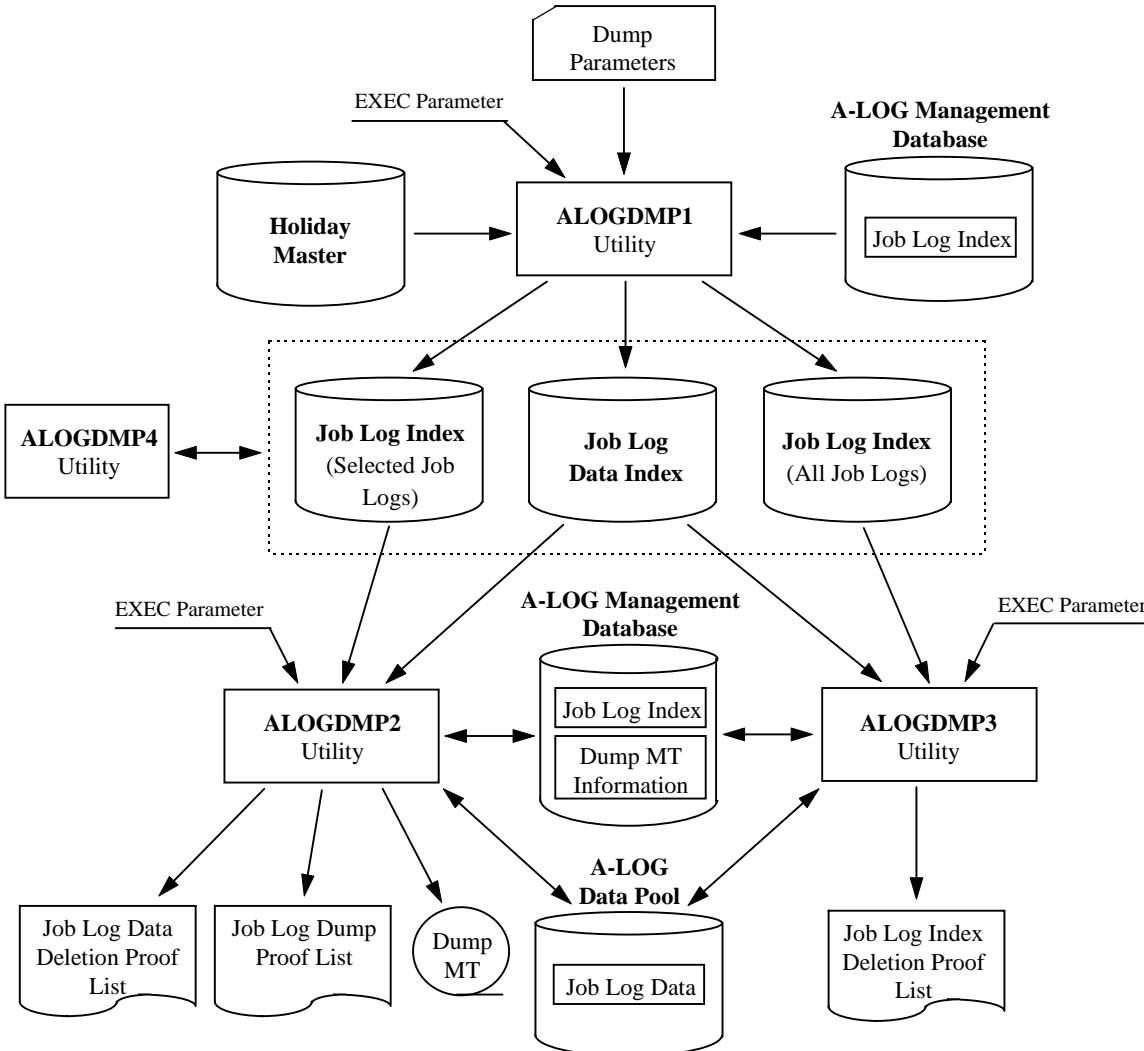 Dump
Parameters
EXEC Parameter
A-LOG Management
Database
Holiday
Master
ALOGDMP1
Utility
Job Log Index
ALOGDMP4
Utility
Job Log Index
(Selected Job
Logs)
Job Log
Data Index
Job Log Index
(All Job Logs)
EXEC Parameter
A-LOG Management
Database
EXEC Parameter
ALOGDMP2
Utility
Job Log Index
Dump MT
Information
ALOGDMP3
Utility
A-LOG
Data Pool
Job Log Data
Deletion Proof
List
Job Log Dump
Proof List
Dump
MT
Job Log Data
Job Log Index
Deletion Proof
List